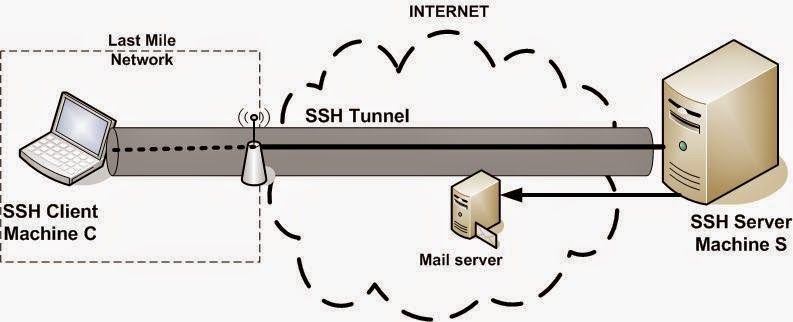 INTERNET
Last Mile
Network
SSH Tunnel
SSH Client
Machine C
Mail server
SSH Server
Machine S